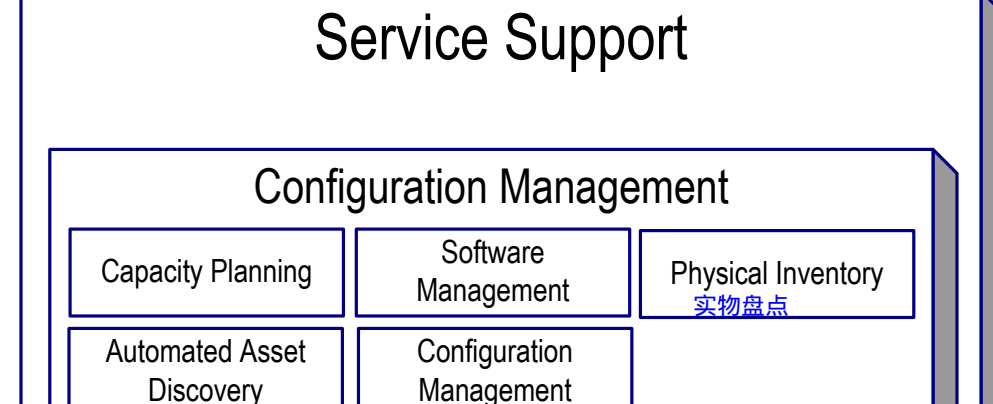 Service Support
Configuration Management
Capacity Planning
Software
Management
Physical Inventory
实物盘点
Automated Asset
Discovery
Configuration
Management